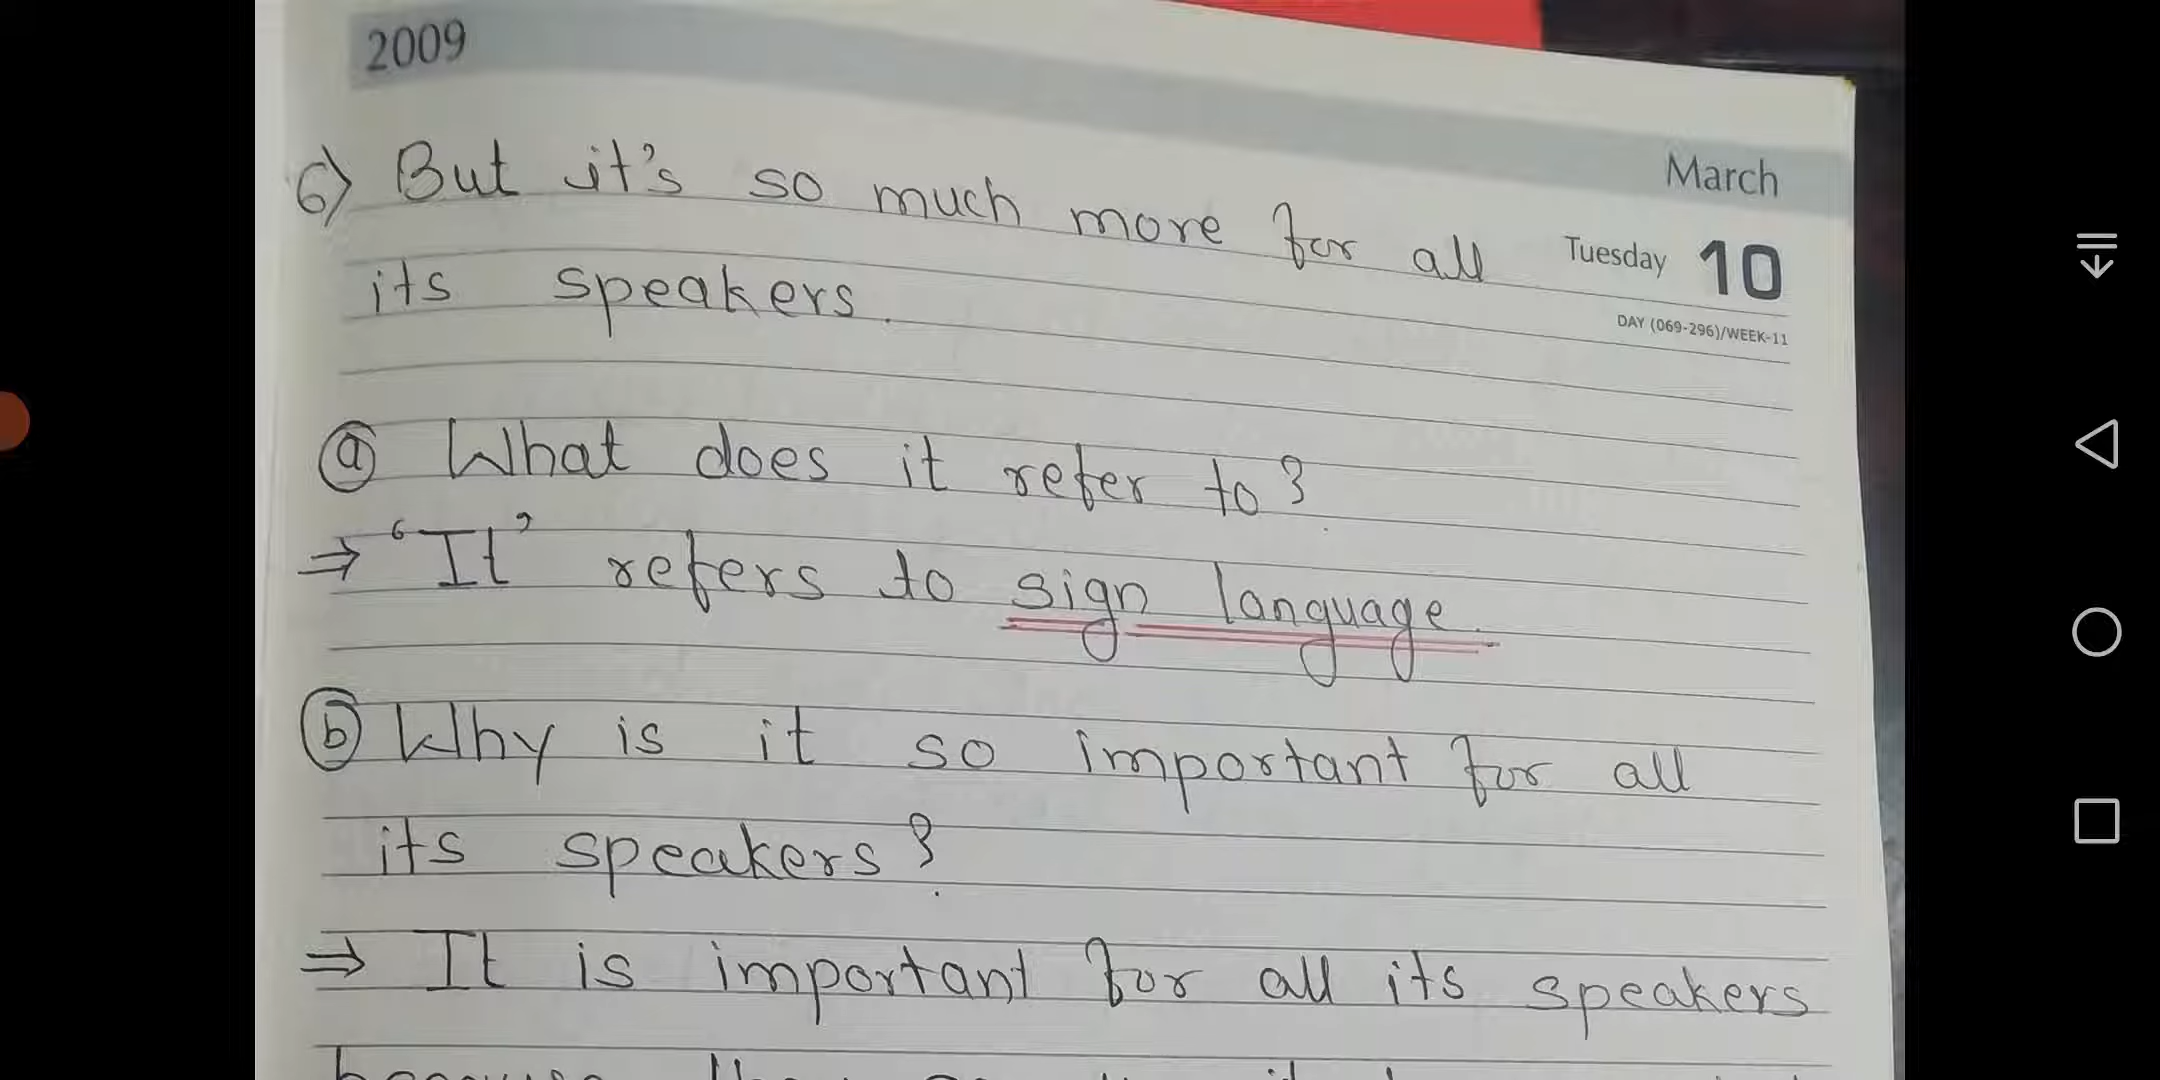 2009
March
Tuesday 10
DAY (069-296)/WEEK-11
6) But it's so much more for all
its speakers.
ⓐ What does it refer to?
⇒ 'It' refers to sign language.
ⓑ Why is it so important for all
its speakers?
⇒ It is important for all its speakers